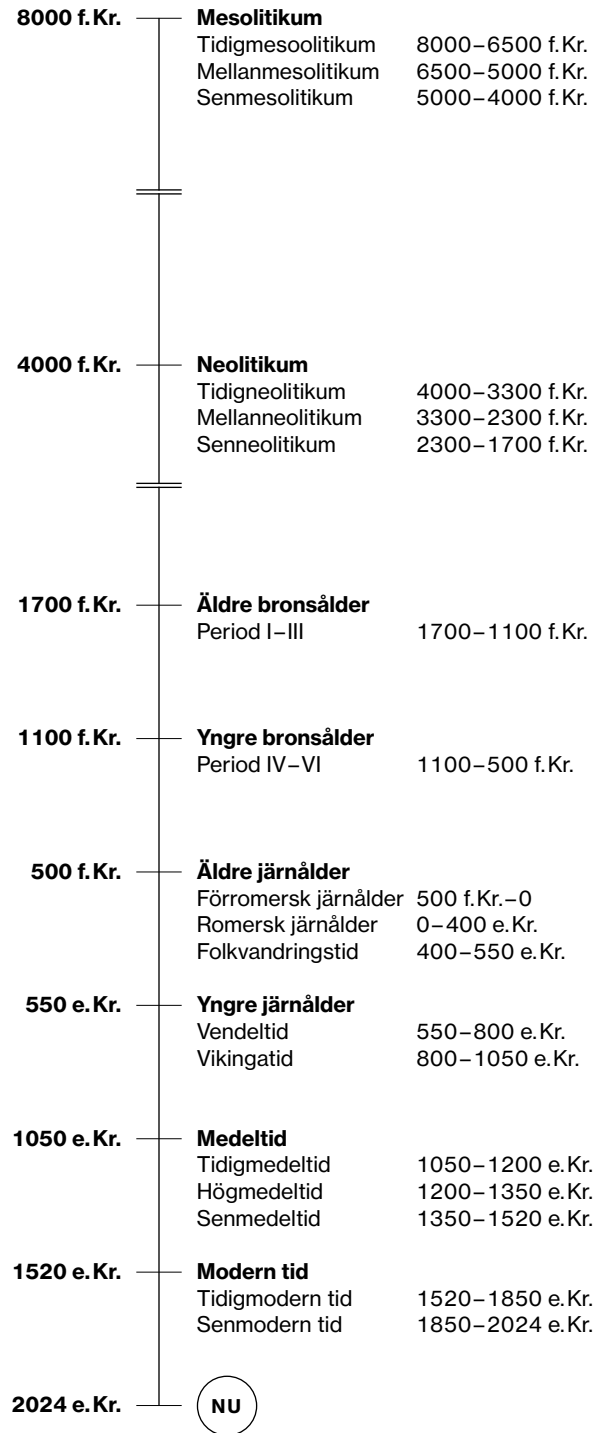 8000 f.Kr. Mesolitikum
Tidigmesoolitikum 8000–6500 f.Kr.
Mellanmesolitikum 6500–5000 f.Kr.
Senmesolitikum 5000–4000 f.Kr.
4000 f.Kr. Neolitikum
Tidigneolitikum 4000–3300 f.Kr.
Mellanneolitikum 3300–2300 f.Kr.
Senneolitikum 2300–1700 f.Kr.
1700 f.Kr. Äldre bronsålder
Period I–III 1700–1100 f.Kr.
1100 f.Kr. Yngre bronsålder
Period IV–VI 1100–500 f.Kr.
500 f.Kr. Äldre järnålder
Förromersk järnålder 500 f.Kr.–0
Romersk järnålder 0–400 e.Kr.
Folkvandringstid 400–550 e.Kr.
550 e.Kr. Yngre järnålder
Vendeltid 550–800 e.Kr.
Vikingatid 800–1050 e.Kr.
1050 e.Kr. Medeltid
Tidigmedeltid 1050–1200 e.Kr.
Högmedeltid 1200–1350 e.Kr.
Senmedeltid 1350–1520 e.Kr.
1520 e.Kr. Modern tid
Tidigmodern tid 1520–1850 e.Kr.
Senmodern tid 1850–2024 e.Kr.
2024 e.Kr. NU